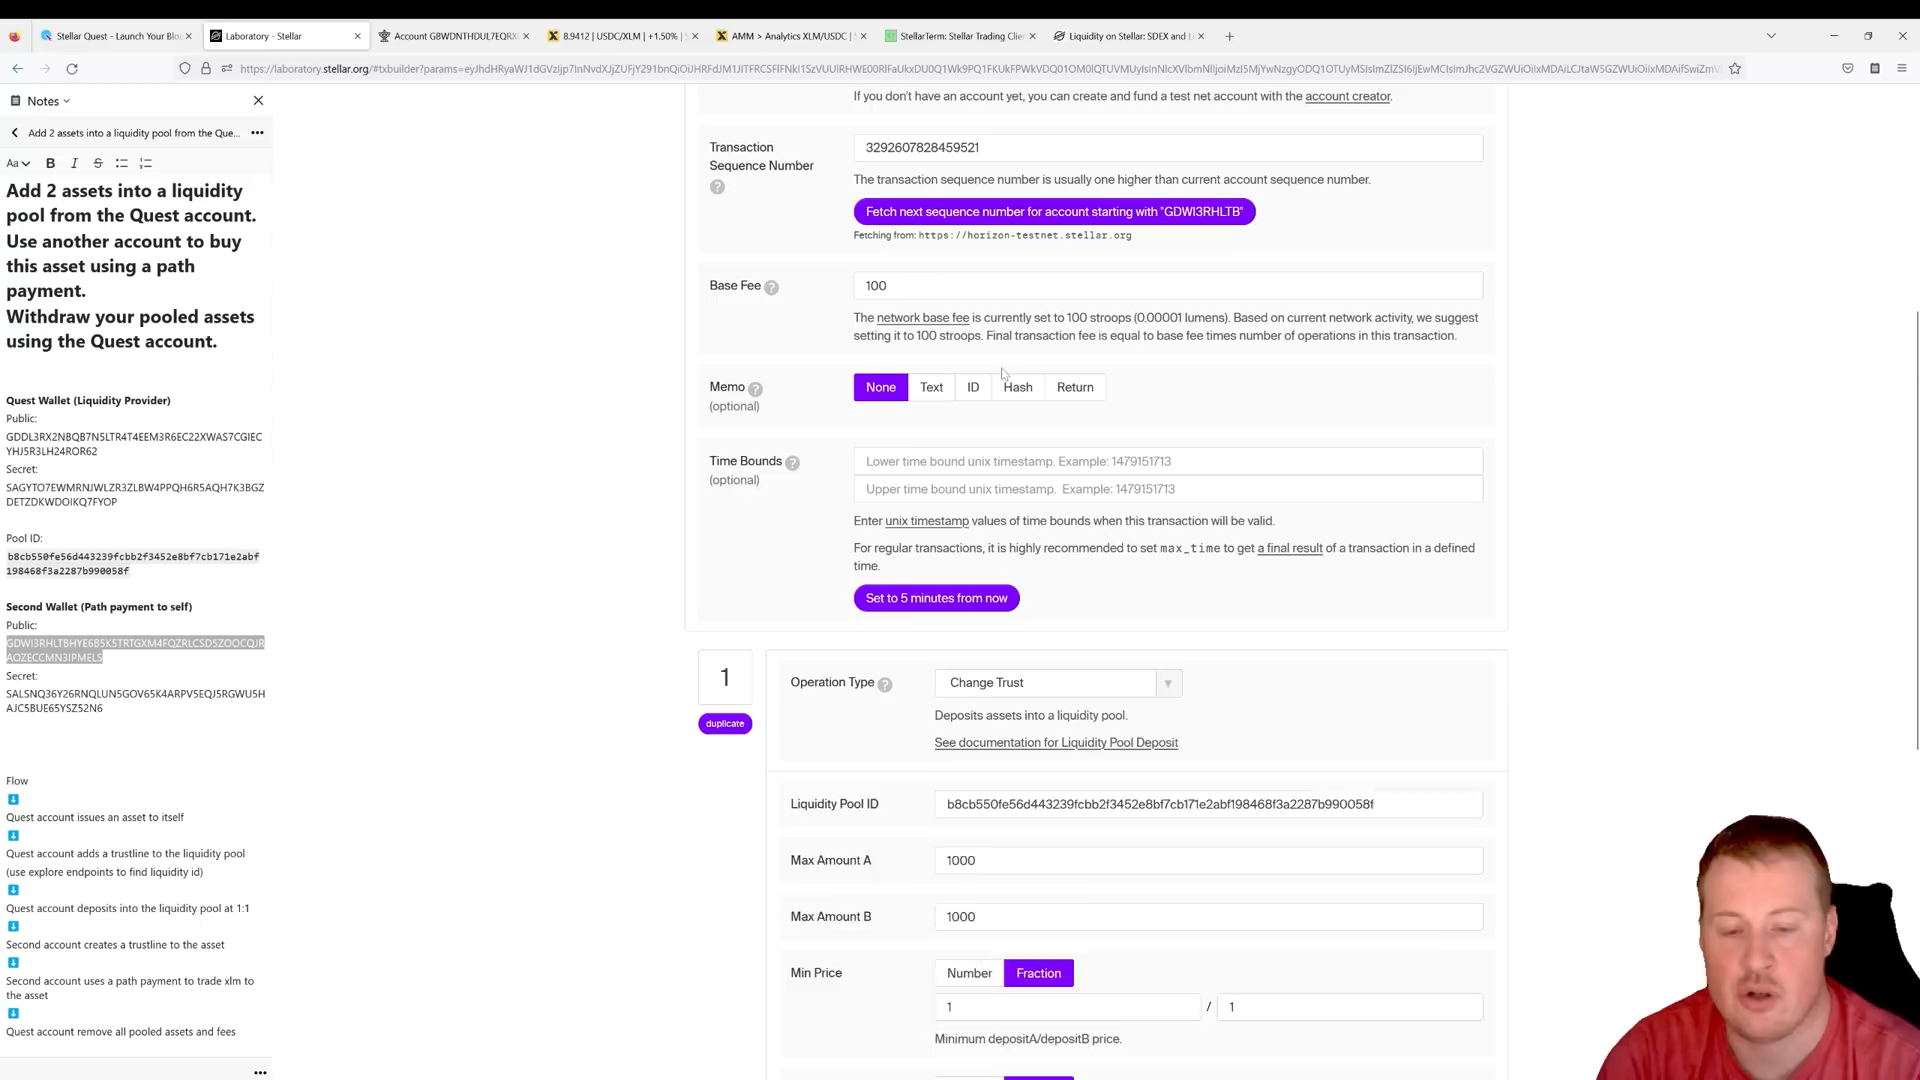 Stellar Quest - Launch Your Bloc
Laboratory - Stellar
Account GBWDNTHDUL7EQRXC
8.9412 | USDC/XLM | +1.50% | S
AMM > Analytics XLM/USDC | S
StellarTerm: Stellar Trading Clien
Liquidity on Stellar: SDEX and L
Notes
Add 2 assets into a liquidity pool from the Que...
Aa B I S
Add 2 assets into a liquidity
pool from the Quest account.
Use another account to buy
this asset using a path
payment.
Withdraw your pooled assets
using the Quest account.
Quest Wallet (Liquidity Provider)
Public:
GDDL3RX2NBQB7N5LTR4T4EEM3R6EC22XWAS7CGIEC
YHJ5R3LH24ROR62
Secret:
SAGYTO7EWMRNJWLZR3ZLBW4PPQH6R5AQH7K3BGZ
DETZDKWDOIKQ7FYOP
Pool ID:
b8cb550fe56d443239fcbb2f3452e8bf7cb171e2abf
198468f3a2287b990058f
Second Wallet (Path payment to self)
Public:
GDWI3RHLTBHYE6B5K5TRTGXM4FQZRLCSDSZOOCQJR
AOZECCMN3IPMELS
Secret:
SALSNQ36Y26RNQLUN5GOV65K4ARPV5EQJ5RGWU5H
AJC5BUE65YSZ52N6
Flow
Quest account issues an asset to itself
Quest account adds a trustline to the liquidity pool
(use explore endpoints to find liquidity id)
Quest account deposits into the liquidity pool at 1:1
Second account creates a trustline to the asset
Second account uses a path payment to trade xlm to
the asset
Quest account remove all pooled assets and fees
If you don't have an account yet, you can create and fund a test net account with the account creator.
Transaction
Sequence Number
3292607828459521
The transaction sequence number is usually one higher than current account sequence number.
Fetch next sequence number for account starting with "GDWI3RHLTB"
Fetching from: https://horizon-testnet.stellar.org
Base Fee
100
The network base fee is currently set to 100 stroops (0.00001 lumens). Based on current network activity, we suggest
setting it to 100 stroops. Final transaction fee is equal to base fee times number of operations in this transaction.
Memo
(optional)
None Text ID Hash Return
Time Bounds
(optional)
Lower time bound unix timestamp. Example: 1479151713
Upper time bound unix timestamp. Example: 1479151713
Enter unix timestamp values of time bounds when this transaction will be valid.
For regular transactions, it is highly recommended to set max_time to get a final result of a transaction in a defined
time.
Set to 5 minutes from now
1
duplicate
Operation Type
Change Trust
Deposits assets into a liquidity pool.
See documentation for Liquidity Pool Deposit
Liquidity Pool ID
b8cb550fe56d443239fcbb2f3452e8bf7cb171e2abf198468f3a2287b990058f
Max Amount A
1000
Max Amount B
1000
Min Price
Number Fraction
1 / 1
Minimum depositA/depositB price.